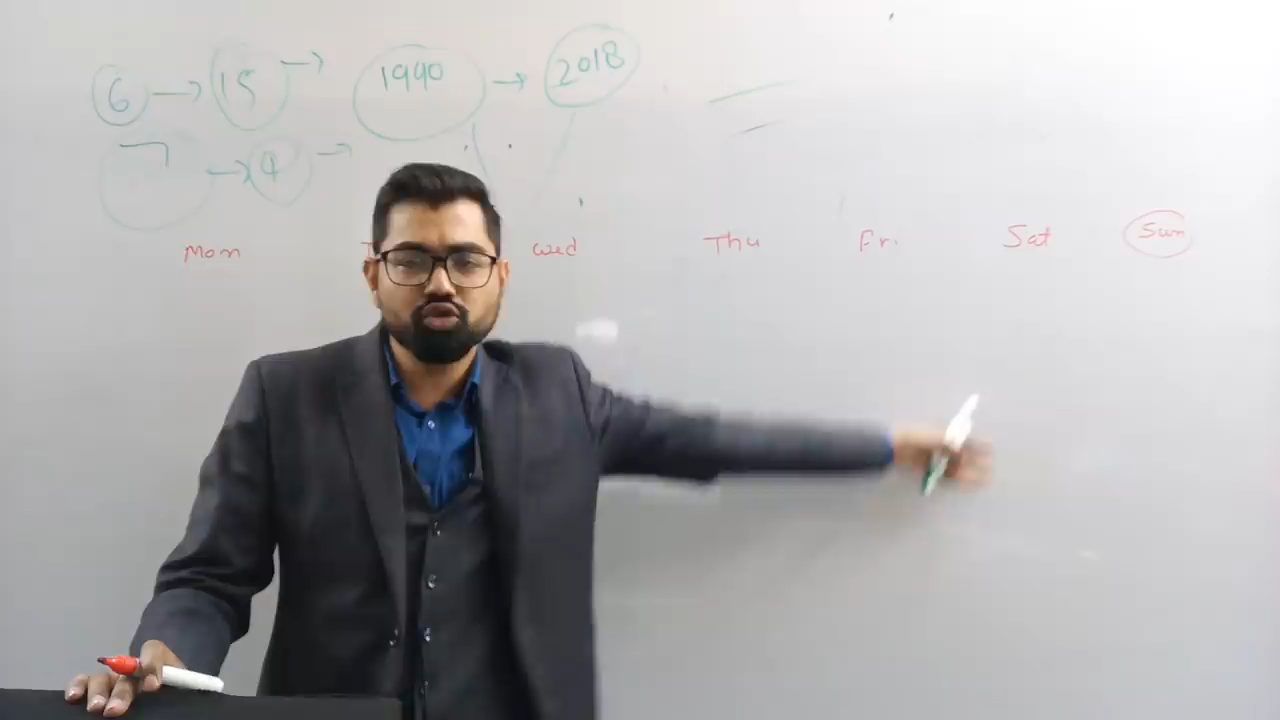 6 → 15 → 1990 → 2018
7 → 4 →
Mon T wed Thu Fri Sat Sun